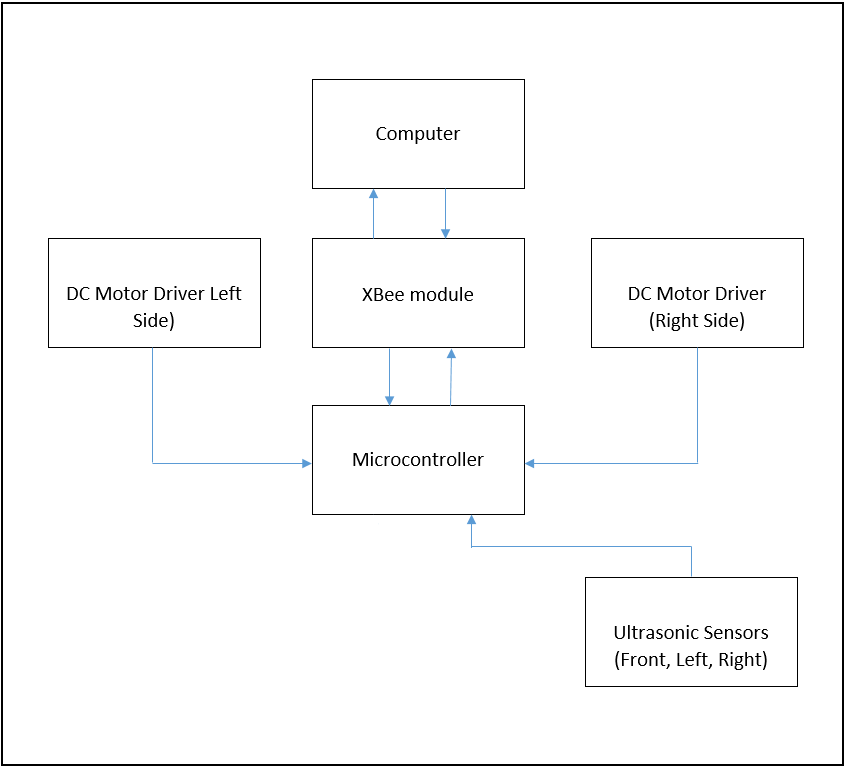 Computer
DC Motor Driver Left
Side)
XBee module
DC Motor Driver
(Right Side)
Microcontroller
Ultrasonic Sensors
(Front, Left, Right)